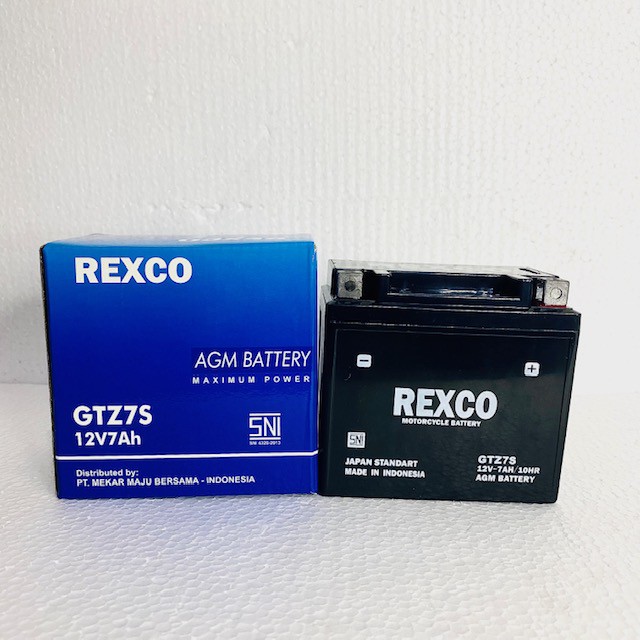 REXCO
AGM BATTERY
MAXIMUM POWER
GTZ7S
12V7Ah
SNI
Distributed by:
PT. MEKAR MAJU BERSAMA - INDONESIA
REXCO
MOTORCYCLE BATTERY
SNI
JAPAN STANDART
MADE IN INDONESIA
GTZ7S
12V-7AH/10HR
AGM BATTERY